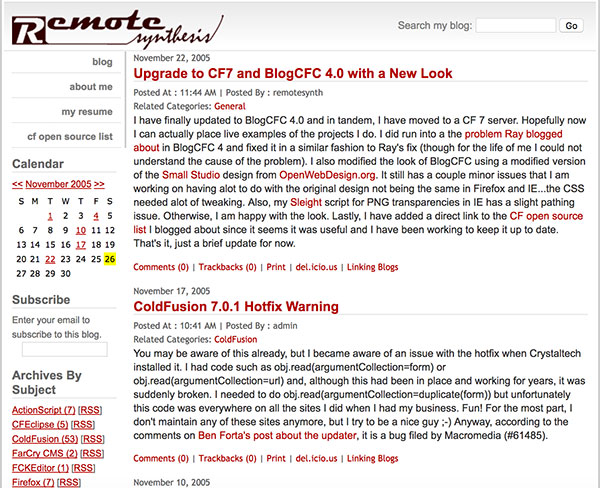 Remote
synthesis
Search my blog: Go
blog
about me
my resume
cf open source list
Calendar
<< November 2005 >>
S M T W T F S
1 2 3 4 5
6 7 8 9 10 11 12
13 14 15 16 17 18 19
20 21 22 23 24 25 26
27 28 29 30
Subscribe
Enter your email to
subscribe to this blog.
Archives By
Subject
ActionScript (7) [RSS]
CFEclipse (5) [RSS]
ColdFusion (53) [RSS]
FarCry CMS (2) [RSS]
FCKEditor (1) [RSS]
Firefox (7) [RSS]
November 22, 2005
Upgrade to CF7 and BlogCFC 4.0 with a New Look
Posted At : 11:44 AM | Posted By : remotesynth
Related Categories: General
I have finally updated to BlogCFC 4.0 and in tandem, I have moved to a CF 7 server. Hopefully now
I can actually place live examples of the projects I do. I did run into a the problem Ray blogged
about in BlogCFC 4 and fixed it in a similar fashion to Ray's fix (though for the life of me I could not
understand the cause of the problem). I also modified the look of BlogCFC using a modified version
of the Small Studio design from OpenWebDesign.org. It still has a couple minor issues that I am
working on having alot to do with the original design not being the same in Firefox and IE...the CSS
needed alot of tweaking. Also, my Sleight script for PNG transparencies in IE has a slight pathing
issue. Otherwise, I am happy with the look. Lastly, I have added a direct link to the CF open source
list I blogged about since it seems it was useful and I have been working to keep it up to date.
That's it, just a brief update for now.
Comments (0) | Trackbacks (0) | Print | del.icio.us | Linking Blogs
November 17, 2005
ColdFusion 7.0.1 Hotfix Warning
Posted At : 10:41 AM | Posted By : admin
Related Categories: ColdFusion
You may be aware of this already, but I became aware of an issue with the hotfix when Crystaltech
installed it. I had code such as obj.read(argumentCollection=form) or
obj.read(argumentCollection=url) and, although this had been in place and working for years, it was
suddenly broken. I needed to do obj.read(argumentCollection=duplicate(form)) but unfortunately
this code was everywhere on all the sites I did when I had my business. Fun! For the most part, I
don't maintain any of these sites anymore, but I try to be a nice guy ;-) Anyway, according to the
comments on Ben Forta's post about the updater, it is a bug filed by Macromedia (#61485).
Comments (0) | Trackbacks (0) | Print | del.icio.us | Linking Blogs
November 10, 2005